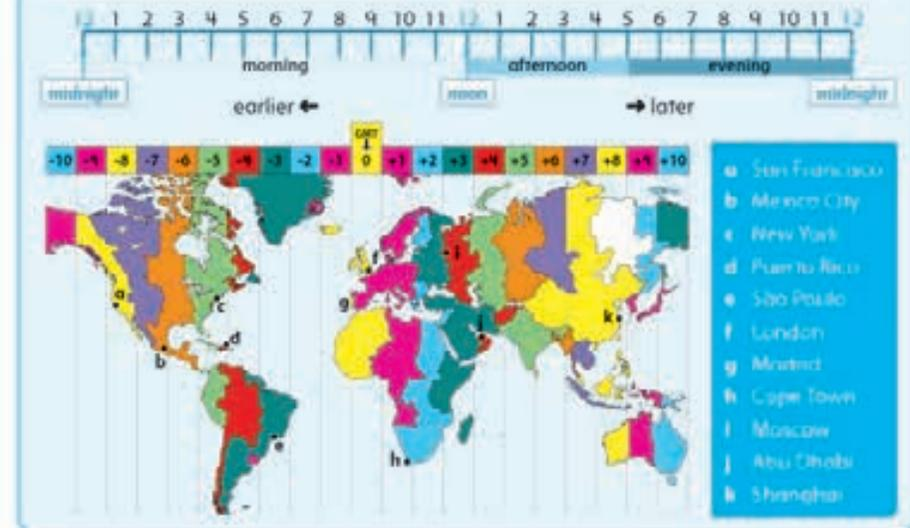 12 1 2 3 4 5 6 7 8 9 10 11 12 1 2 3 4 5 6 7 8 9 10 11 12
morning afternoon evening
midnight noon midnight
earlier ← → later
GMT
-10 -9 -8 -7 -6 -5 -4 -3 -2 -1 0 +1 +2 +3 +4 +5 +6 +7 +8 +9 +10
a San Francisco
b Mexico City
c New York
d Puerto Rico
e São Paulo
f London
g Madrid
h Cape Town
i Moscow
j Abu Dhabi
k Shanghai
f
i
g
a
c
j
k
d
b
e
h